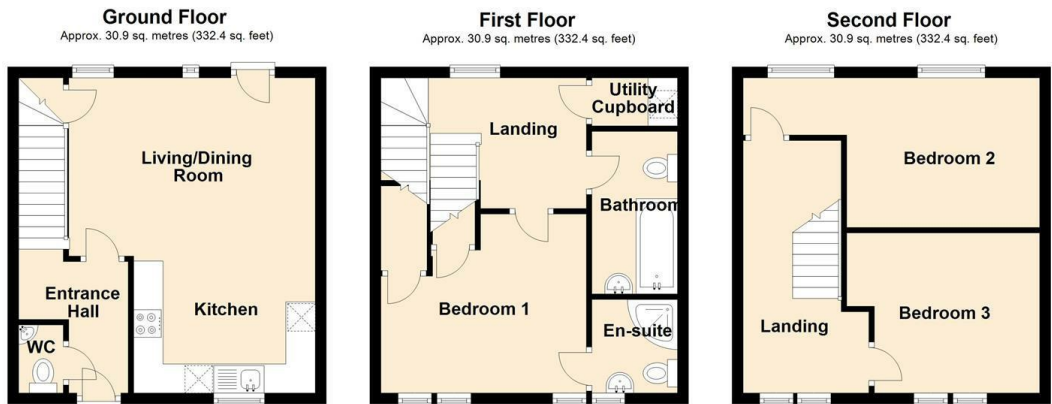 Ground Floor
Approx. 30.9 sq. metres (332.4 sq. feet)
Living/Dining
Room
Entrance
Hall
Kitchen
WC
First Floor
Approx. 30.9 sq. metres (332.4 sq. feet)
Utility
Cupboard
Landing
Bathroom
Bedroom 1
En-suite
Second Floor
Approx. 30.9 sq. metres (332.4 sq. feet)
Bedroom 2
Bedroom 3
Landing